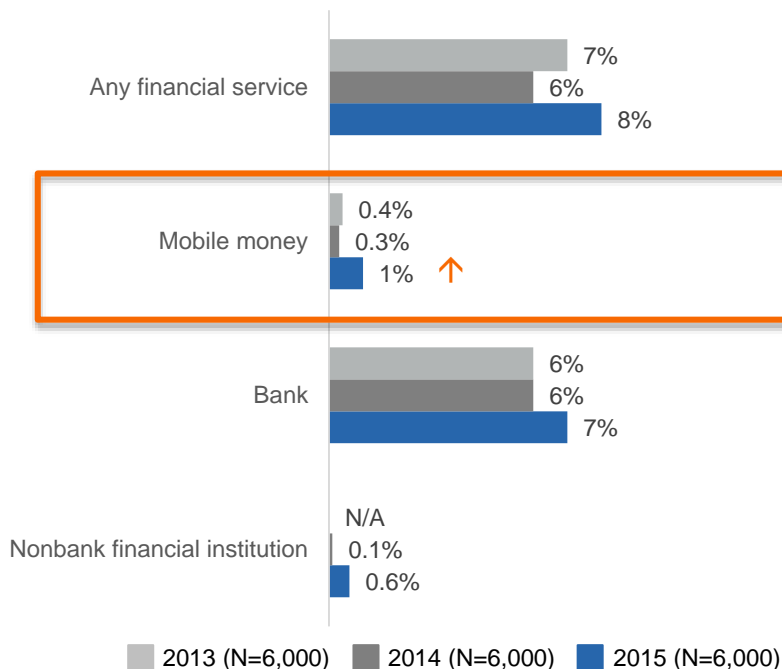 7%
Any financial service 6%
8%
0.4%
Mobile money 0.3%
1% ↑
6%
Bank 6%
7%
N/A
Nonbank financial institution 0.1%
0.6%
2013 (N=6,000) 2014 (N=6,000) 2015 (N=6,000)